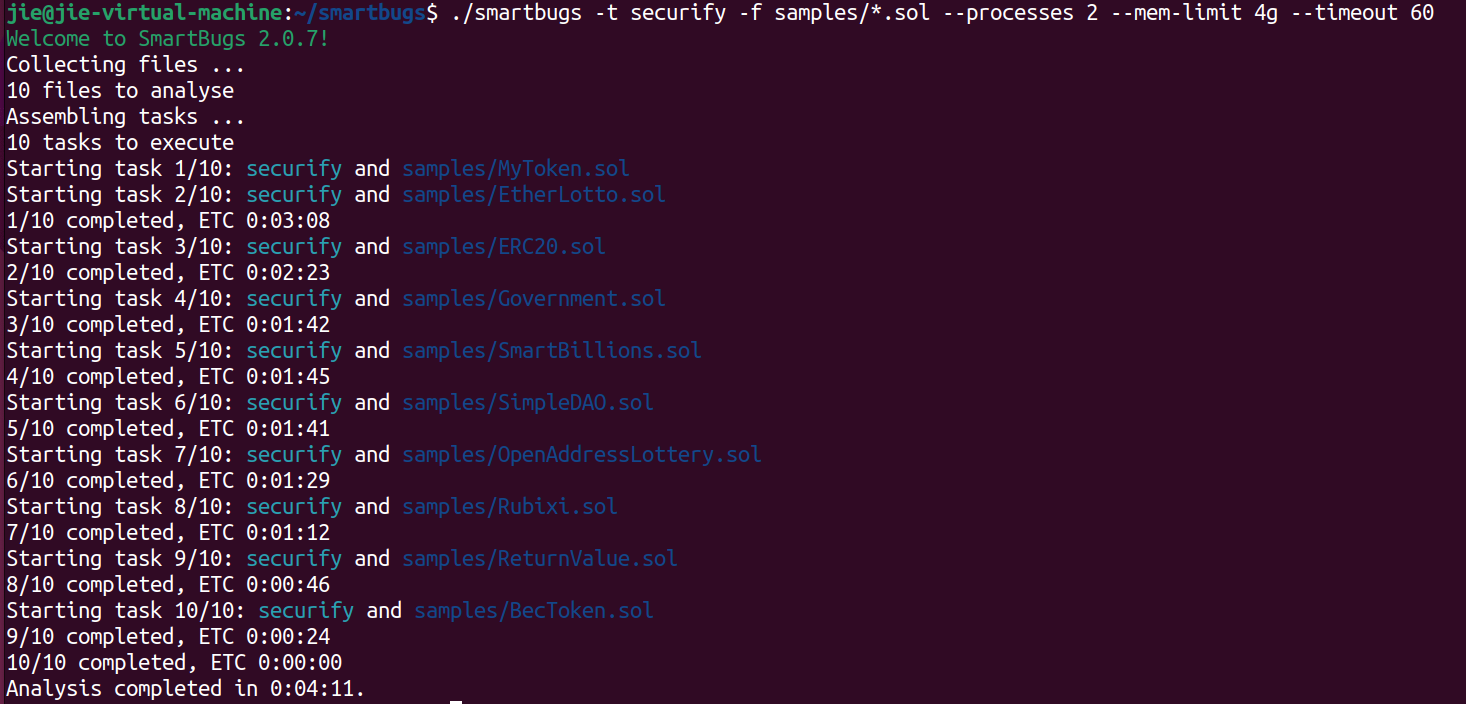 jie@jie-virtual-machine:~/smartbugs$ ./smartbugs -t securify -f samples/*.sol --processes 2 --mem-limit 4g --timeout 60
Welcome to SmartBugs 2.0.7!
Collecting files ...
10 files to analyse
Assembling tasks ...
10 tasks to execute
Starting task 1/10: securify and samples/MyToken.sol
Starting task 2/10: securify and samples/EtherLotto.sol
1/10 completed, ETC 0:03:08
Starting task 3/10: securify and samples/ERC20.sol
2/10 completed, ETC 0:02:23
Starting task 4/10: securify and samples/Government.sol
3/10 completed, ETC 0:01:42
Starting task 5/10: securify and samples/SmartBillions.sol
4/10 completed, ETC 0:01:45
Starting task 6/10: securify and samples/SimpleDAO.sol
5/10 completed, ETC 0:01:41
Starting task 7/10: securify and samples/OpenAddressLottery.sol
6/10 completed, ETC 0:01:29
Starting task 8/10: securify and samples/Rubixi.sol
7/10 completed, ETC 0:01:12
Starting task 9/10: securify and samples/ReturnValue.sol
8/10 completed, ETC 0:00:46
Starting task 10/10: securify and samples/BecToken.sol
9/10 completed, ETC 0:00:24
10/10 completed, ETC 0:00:00
Analysis completed in 0:04:11.